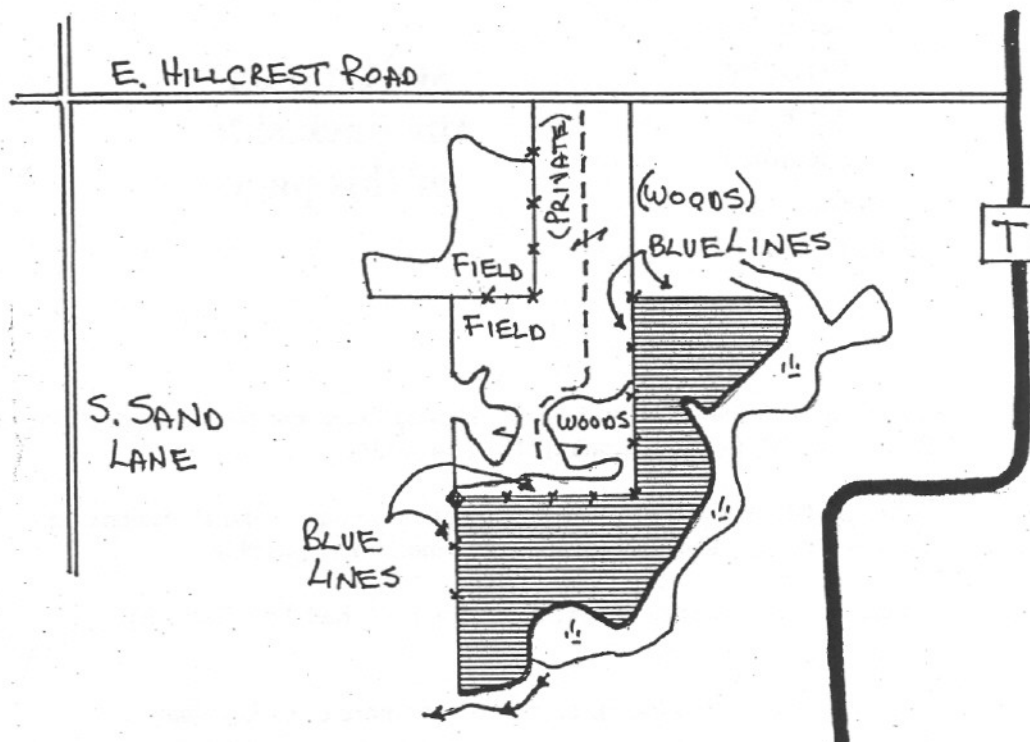 E. HILLCREST ROAD
(PRIVATE)
(WOODS)
BLUE LINES
T
FIELD
FIELD
S. SAND
LANE
WOODS
BLUE
LINES